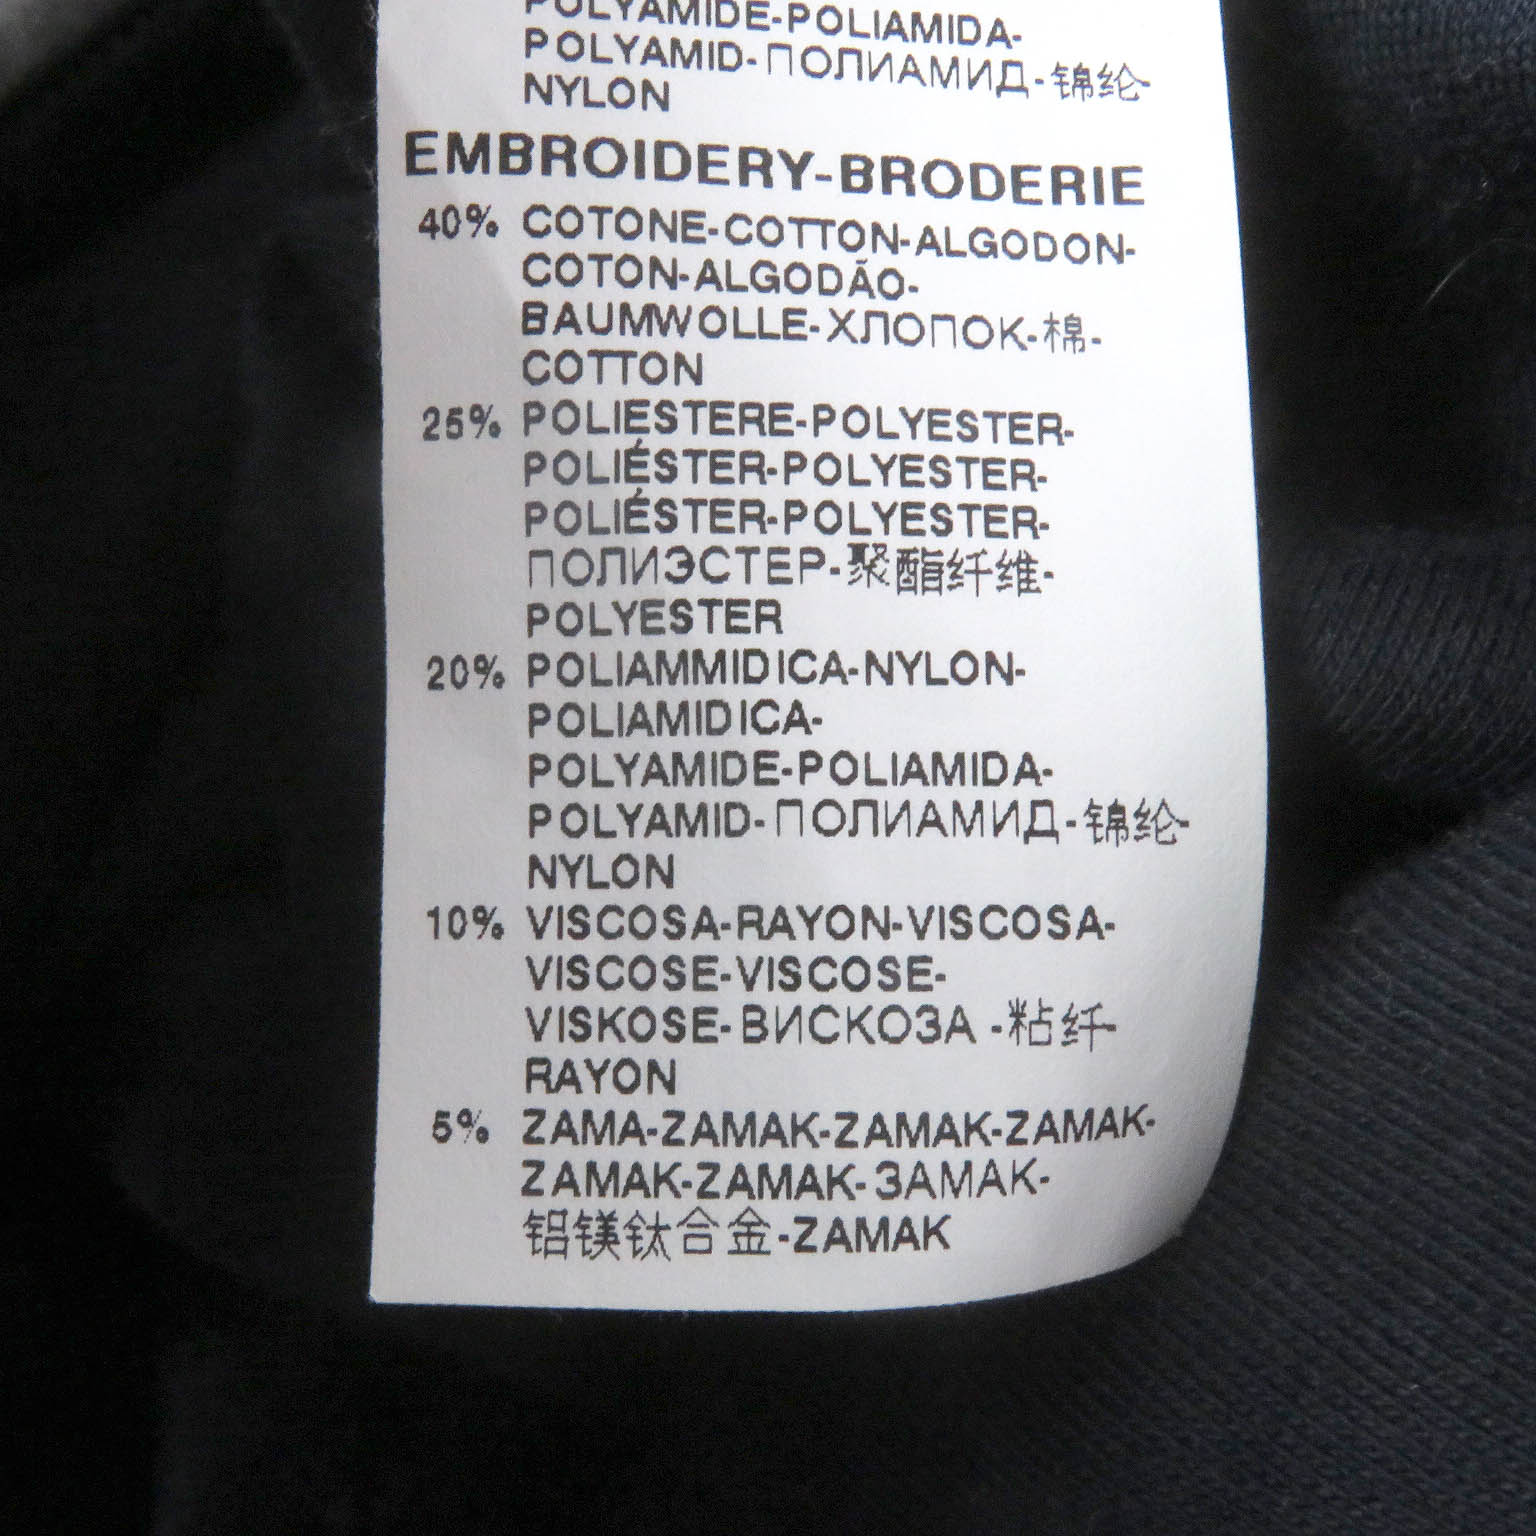 POLYAMIDE-POLIAMIDA-
POLYAMID-ПОЛИАМИД-锦纶-
NYLON
EMBROIDERY-BRODERIE
40% COTONE-COTTON-ALGODON-
COTON-ALGODÃO-
BAUMWOLLE-ХЛОПОК-棉-
COTTON
25% POLIESTERE-POLYESTER-
POLIÉSTER-POLYESTER-
POLIÉSTER-POLYESTER-
ПОЛИЭСТЕР-聚酯纤维-
POLYESTER
20% POLIAMMIDICA-NYLON-
POLIAMIDICA-
POLYAMIDE-POLIAMIDA-
POLYAMID-ПОЛИАМИД-锦纶-
NYLON
10% VISCOSA-RAYON-VISCOSA-
VISCOSE-VISCOSE-
VISKOSE-ВИСКОЗА -粘纤-
RAYON
5% ZAMA-ZAMAK-ZAMAK-ZAMAK-
ZAMAK-ZAMAK-ЗАМАК-
铝镁钛合金-ZAMAK